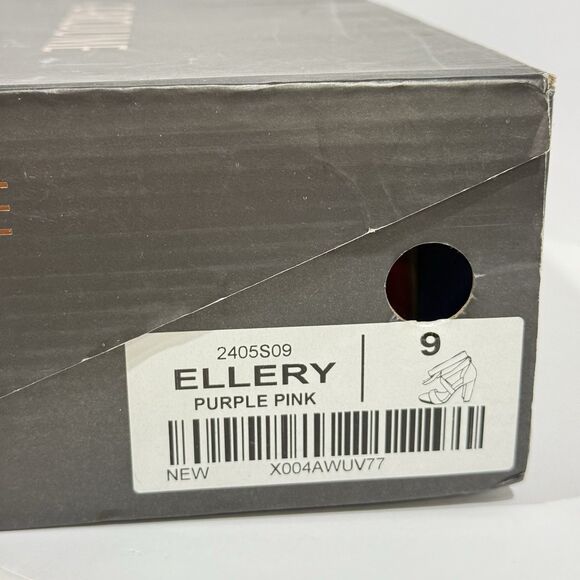 2405S09
9
ELLERY
PURPLE PINK
NEW X004AWUV77